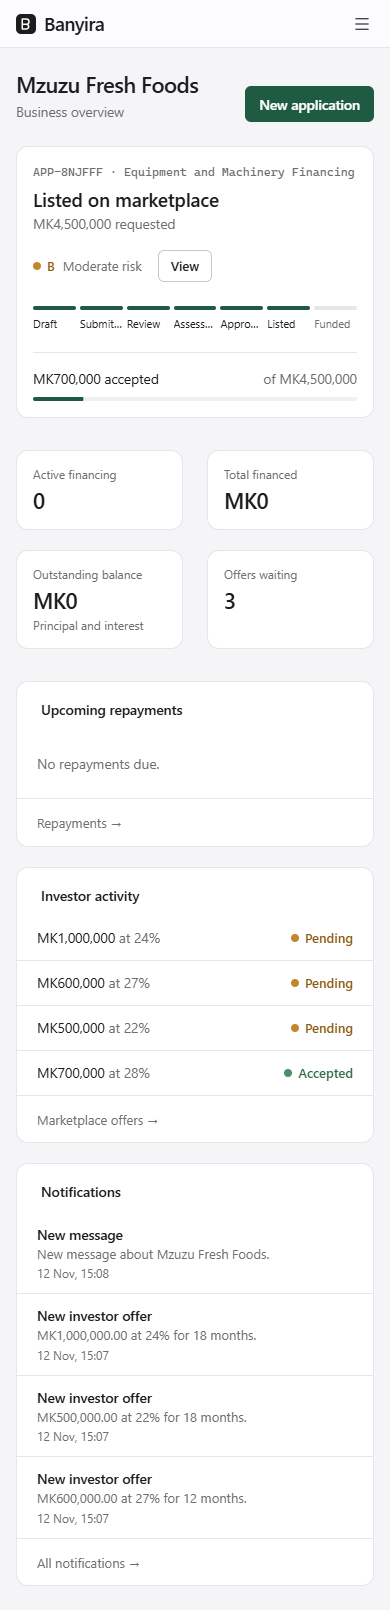 B Banyira
Mzuzu Fresh Foods
Business overview
New application
APP-8NJFFF · Equipment and Machinery Financing
Listed on marketplace
MK4,500,000 requested
B Moderate risk View
Draft Submit... Review Assess... Appro... Listed Funded
MK700,000 accepted of MK4,500,000
Active financing
0
Total financed
MK0
Outstanding balance
MK0
Principal and interest
Offers waiting
3
Upcoming repayments
No repayments due.
Repayments →
Investor activity
MK1,000,000 at 24% Pending
MK600,000 at 27% Pending
MK500,000 at 22% Pending
MK700,000 at 28% Accepted
Marketplace offers →
Notifications
New message
New message about Mzuzu Fresh Foods.
12 Nov, 15:08
New investor offer
MK1,000,000.00 at 24% for 18 months.
12 Nov, 15:07
New investor offer
MK500,000.00 at 22% for 18 months.
12 Nov, 15:07
New investor offer
MK600,000.00 at 27% for 12 months.
12 Nov, 15:07
All notifications →